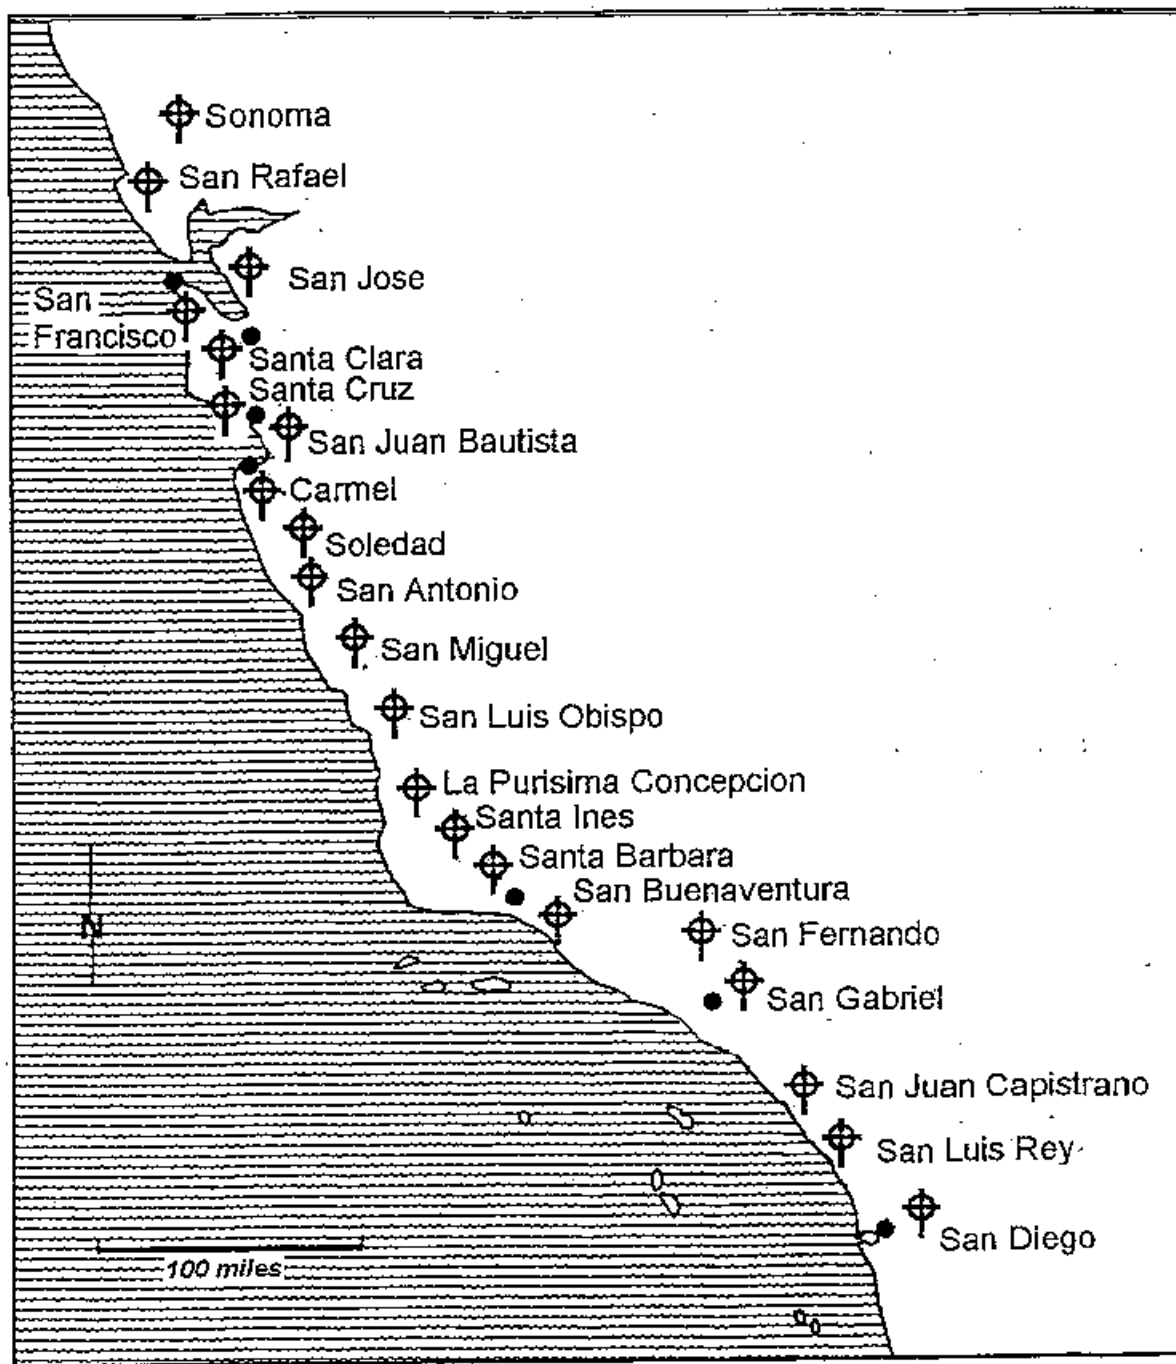 Sonoma
San Rafael
San Jose
San
Francisco
Santa Clara
Santa Cruz
San Juan Bautista
Carmel
Soledad
San Antonio
San Miguel
San Luis Obispo
La Purisima Concepcion
Santa Ines
Santa Barbara
San Buenaventura
N
San Fernando
San Gabriel
San Juan Capistrano
San Luis Rey
San Diego
100 miles